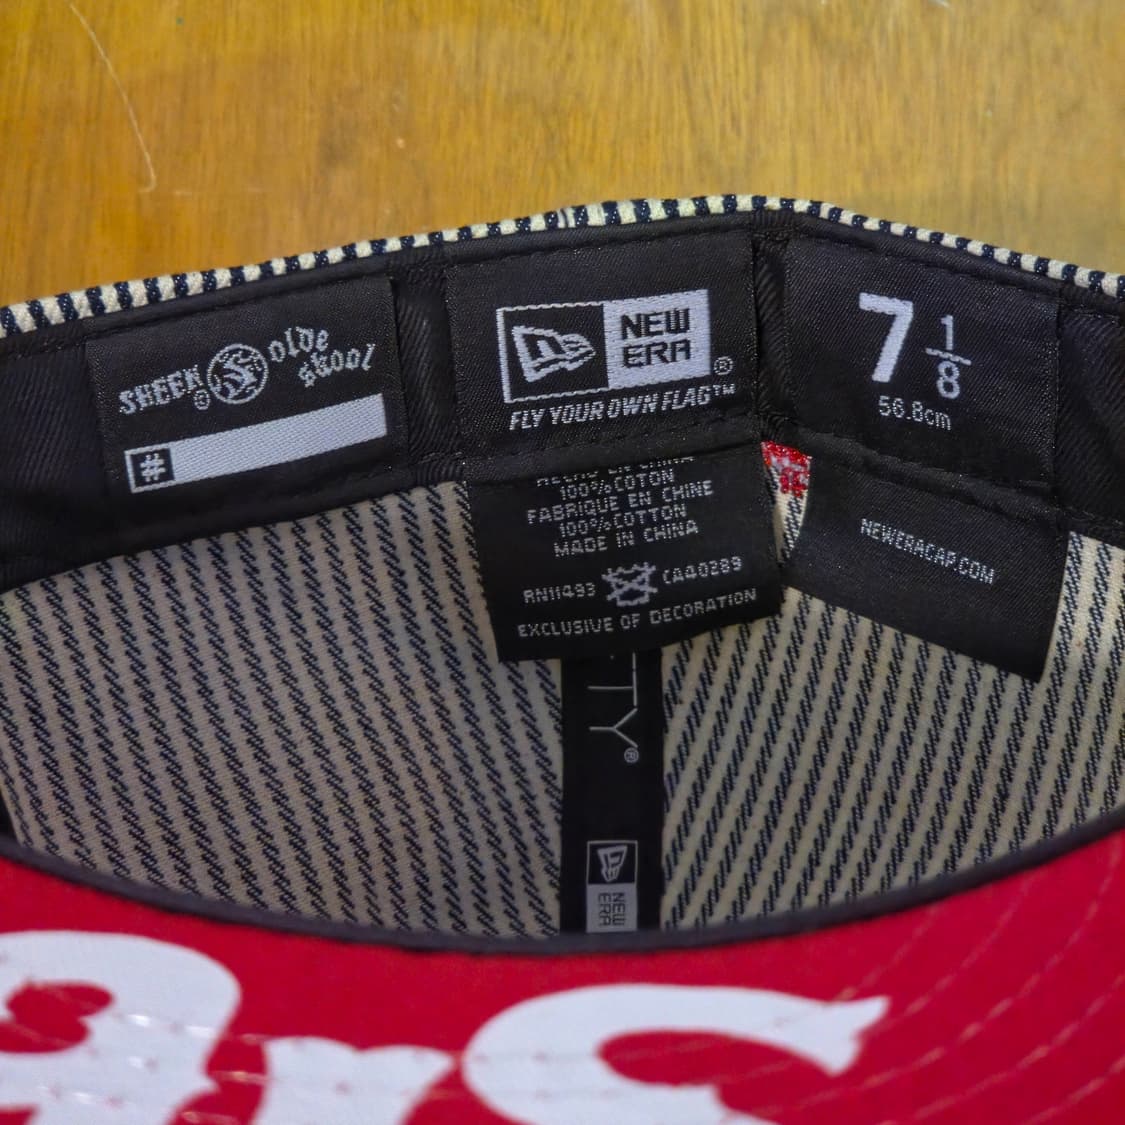 SHEEK® olde skool
#
NEW ERA®
FLY YOUR OWN FLAG™
7 1/8
56.8cm
100%COTON
FABRIQUE EN CHINE
100%COTTON
MADE IN CHINA
RN11493 CA40289
EXCLUSIVE OF DECORATION
NEWERACAP.COM
TY®
NEW ERA